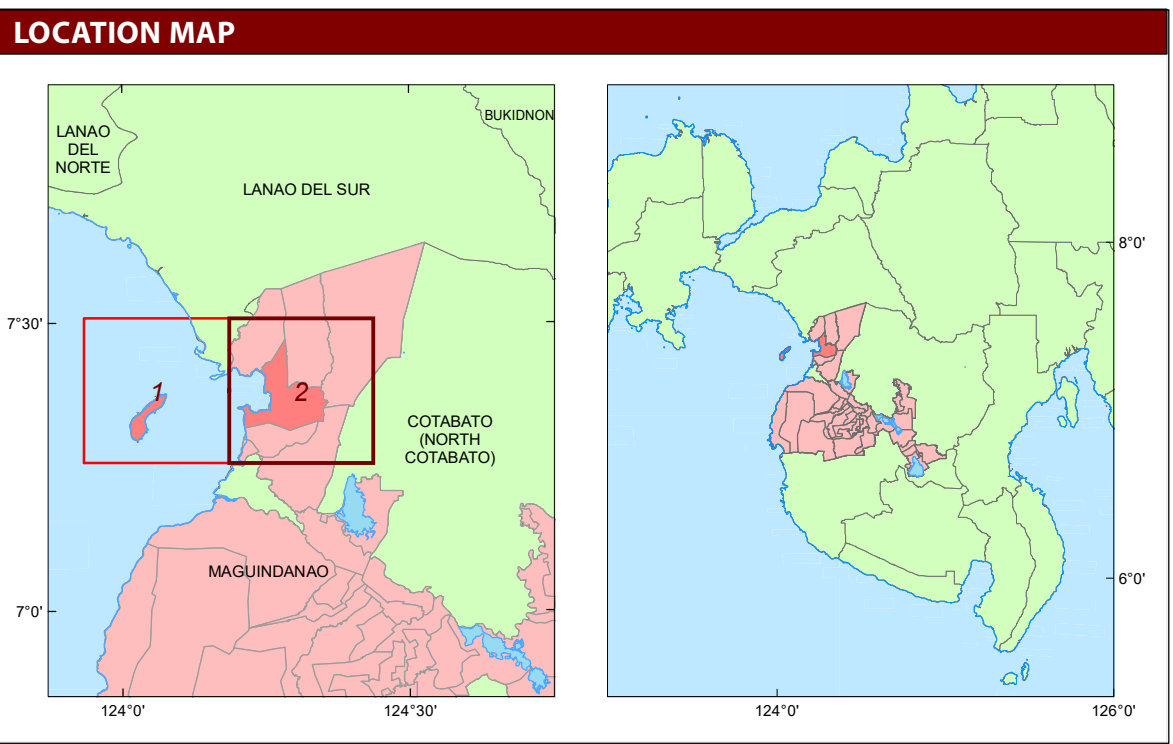 LOCATION MAP
BUKIDNON
LANAO
DEL
NORTE
LANAO DEL SUR
7°30'
1
2
COTABATO
(NORTH
COTABATO)
MAGUINDANAO
7°0'
124°0'
124°30'
8°0'
6°0'
124°0'
126°0'